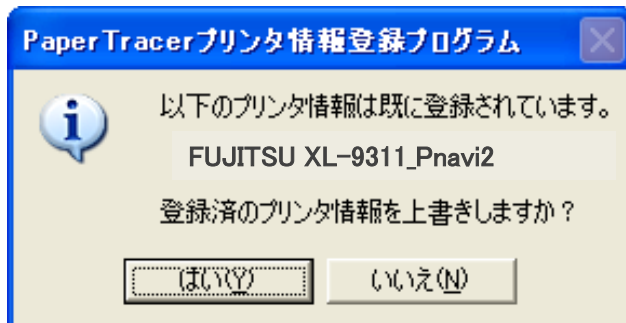 PaperTracerプリンタ情報登録プログラム
以下のプリンタ情報は既に登録されています。
FUJITSU XL-9311_Pnavi2
登録済のプリンタ情報を上書きしますか？
はい(Y) いいえ(N)